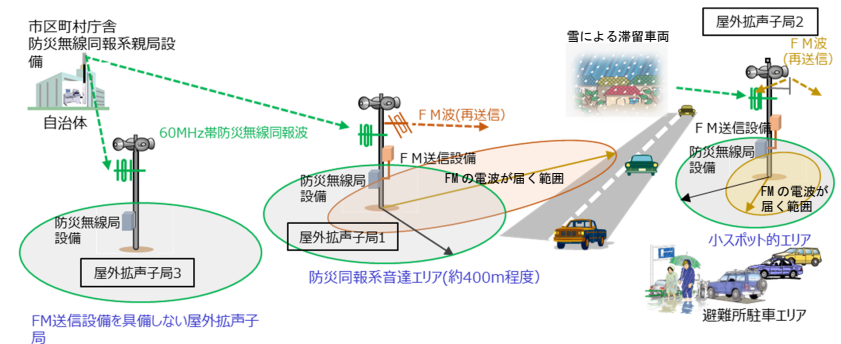 市区町村庁舎
防災無線同報系親局設
備
自治体
60MHz帯防災無線同報波
防災無線局
設備
屋外拡声子局3
FM送信設備を具備しない屋外拡声子
局
ＦＭ波(再送信)
ＦＭ送信設備
FMの電波が届く範囲
防災無線局
設備
屋外拡声子局1
防災同報系音達エリア(約400m程度)
雪による滞留車両
屋外拡声子局2
ＦＭ波
(再送信)
ＦＭ送信設備
防災無線局
設備
FMの電波が
届く範囲
小スポット的エリア
避難所駐車エリア